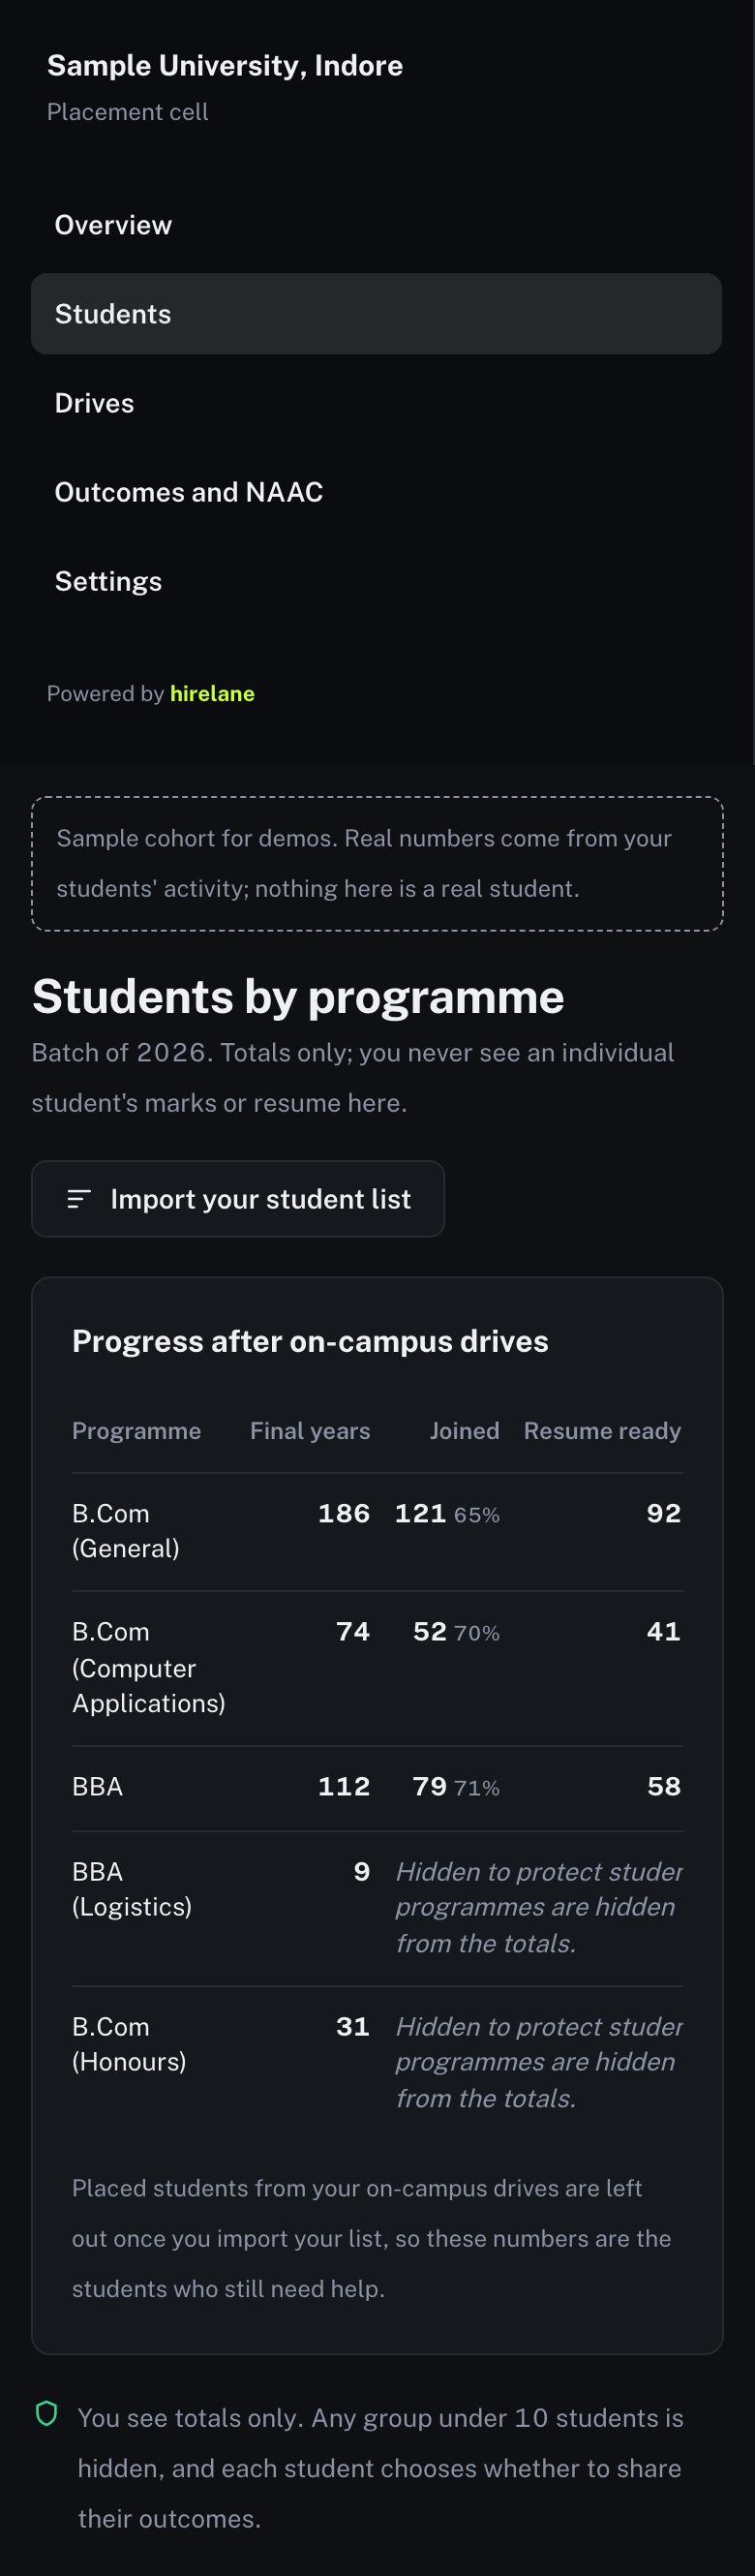 Sample University, Indore
Placement cell
Overview
Students
Drives
Outcomes and NAAC
Settings
Powered by hirelane
Sample cohort for demos. Real numbers come from your
students' activity; nothing here is a real student.
Students by programme
Batch of 2026. Totals only; you never see an individual
student's marks or resume here.
Import your student list
Progress after on-campus drives
Programme Final years Joined Resume ready
B.Com 186 121 65% 92
(General)
B.Com 74 52 70% 41
(Computer
Applications)
BBA 112 79 71% 58
BBA 9 Hidden to protect
(Logistics) programmes are hidden
from the totals.
B.Com 31 Hidden to protect
(Honours) programmes are hidden
from the totals.
Placed students from your on-campus drives are left
out once you import your list, so these numbers are the
students who still need help.
You see totals only. Any group under 10 students is
hidden, and each student chooses whether to share
their outcomes.